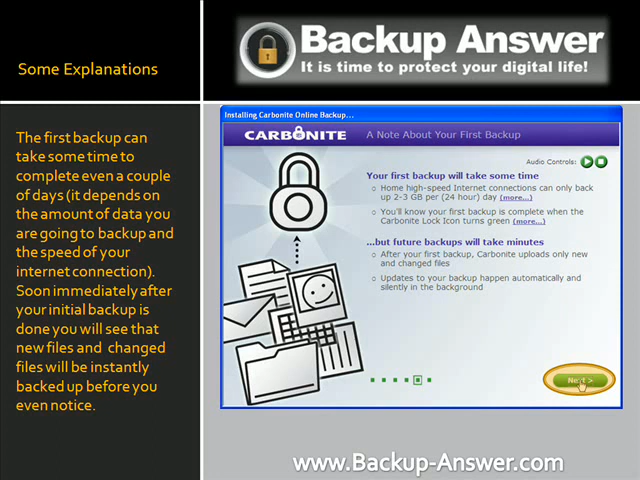 Some Explanations
Backup Answer
It is time to protect your digital life!
The first backup can
take some time to
complete even a couple
of days (it depends on
the amount of data you
are going to backup and
the speed of your
internet connection).
Soon immediately after
your initial backup is
done you will see that
new files and changed
files will be instantly
backed up before you
even notice.
Installing Carbonite Online Backup...
CARBONITE A Note About Your First Backup
Audio Controls:
Your first backup will take some time
Home high-speed Internet connections can only back
up 2-3 GB per (24 hour) day (more...)
You'll know your first backup is complete when the
Carbonite Lock Icon turns green (more...)
...but future backups will take minutes
After your first backup, Carbonite uploads only new
and changed files
Updates to your backup happen automatically and
silently in the background
Next >
www.Backup-Answer.com